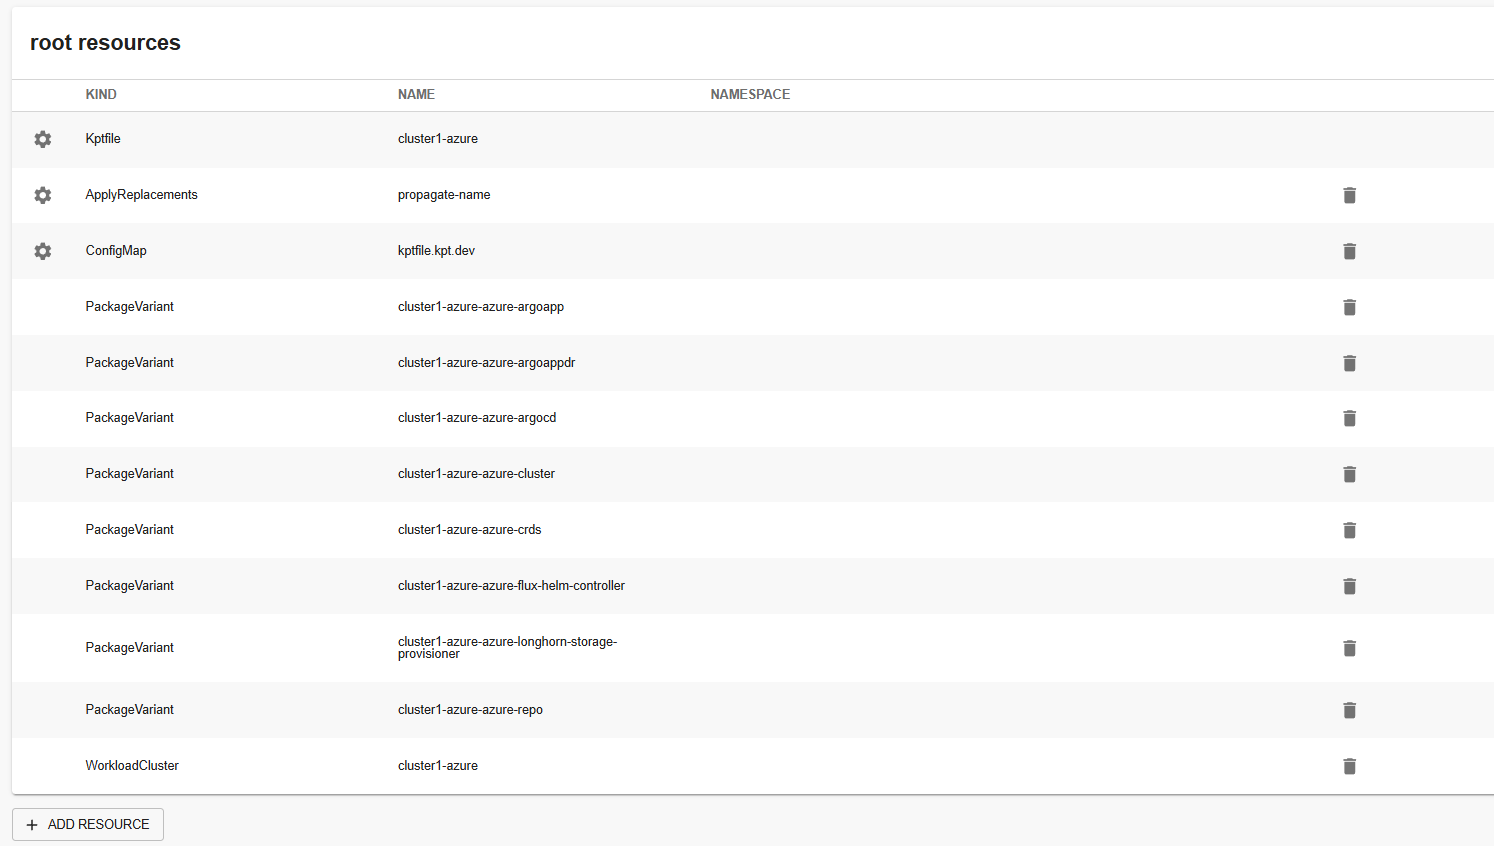 root resources
KIND NAME NAMESPACE
Kptfile cluster1-azure
ApplyReplacements propagate-name
ConfigMap kptfile.kpt.dev
PackageVariant cluster1-azure-azure-argoapp
PackageVariant cluster1-azure-azure-argoappdr
PackageVariant cluster1-azure-azure-argocd
PackageVariant cluster1-azure-azure-cluster
PackageVariant cluster1-azure-azure-crds
PackageVariant cluster1-azure-azure-flux-helm-controller
PackageVariant cluster1-azure-azure-longhorn-storage-
provisioner
PackageVariant cluster1-azure-azure-repo
WorkloadCluster cluster1-azure
+ ADD RESOURCE